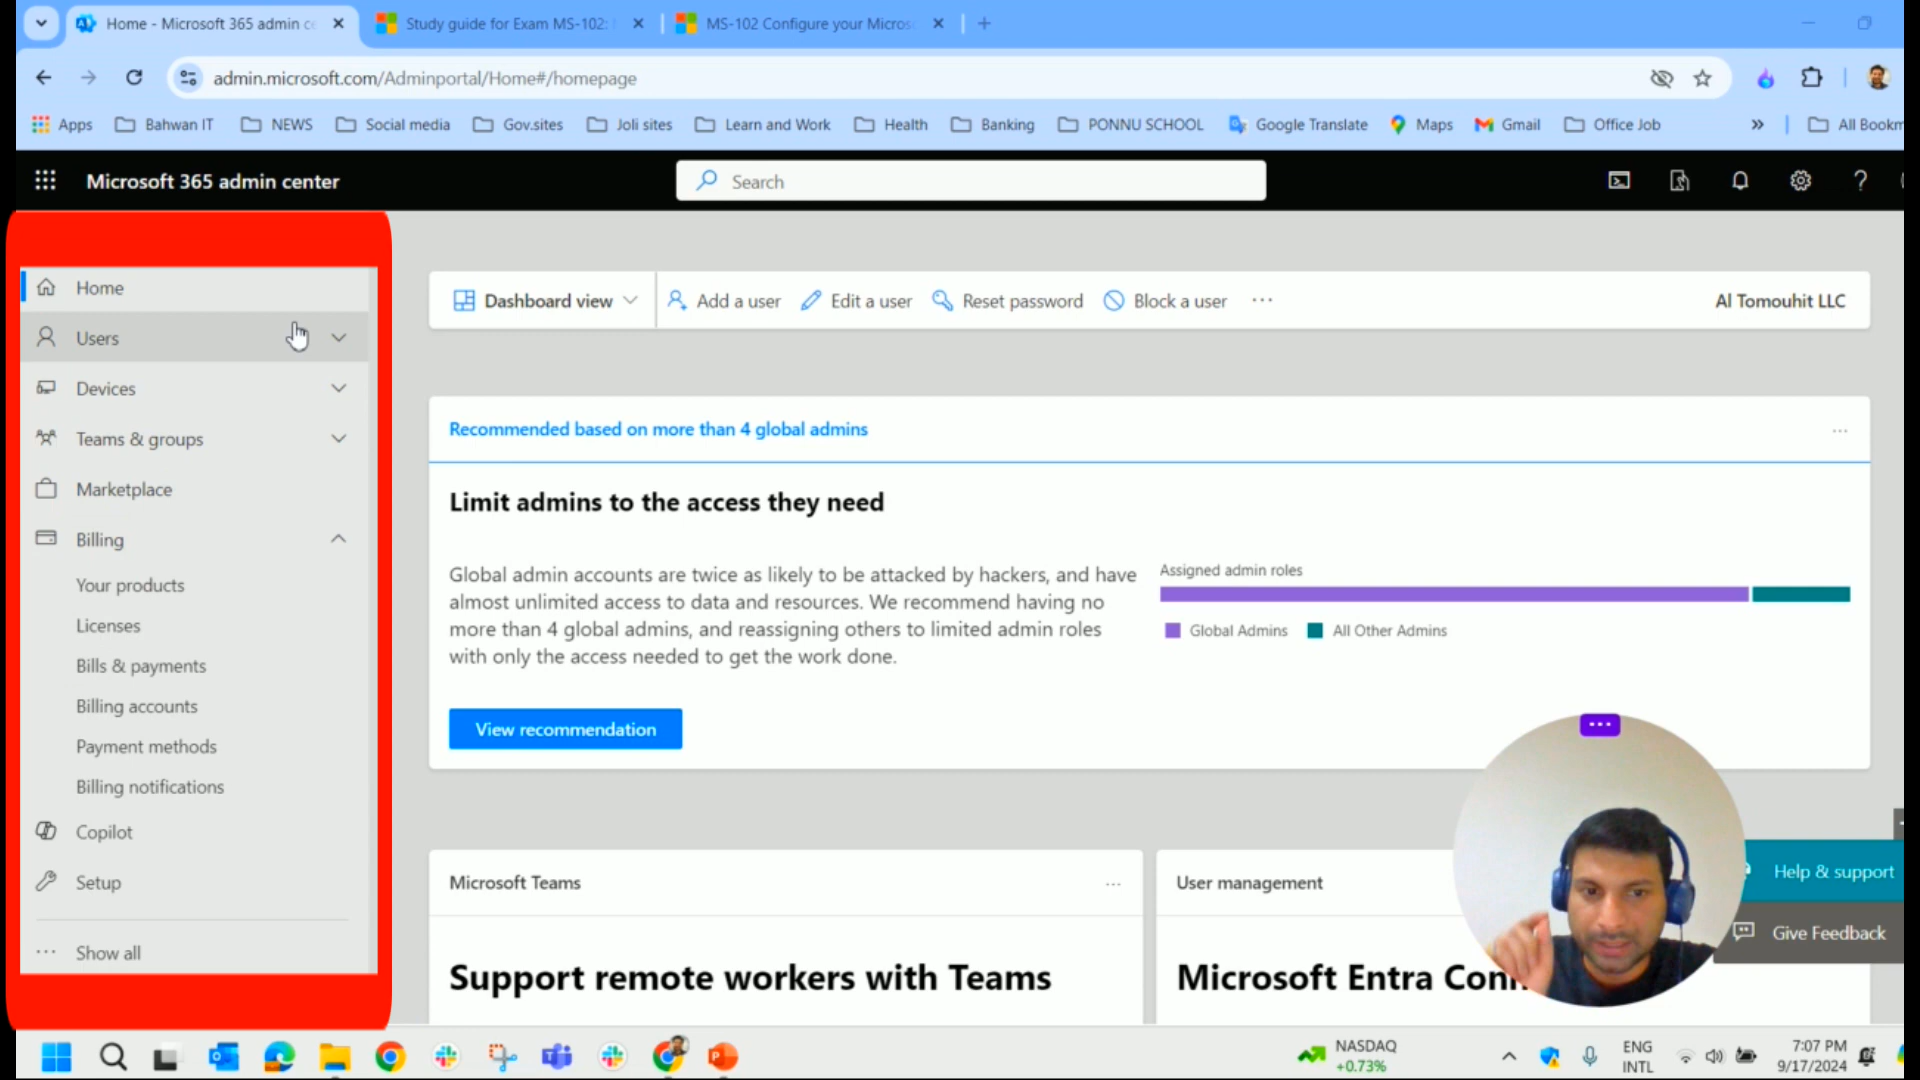 Home - Microsoft 365 admin ce
Study guide for Exam MS-102:
MS-102 Configure your Micros
admin.microsoft.com/Adminportal/Home#/homepage
Apps
Bahwan IT
NEWS
Social media
Gov.sites
Joli sites
Learn and Work
Health
Banking
PONNU SCHOOL
Google Translate
Maps
Gmail
Office Job
»
All Bookm
Microsoft 365 admin center
Search
Home
Users
Devices
Teams & groups
Marketplace
Billing
Your products
Licenses
Bills & payments
Billing accounts
Payment methods
Billing notifications
Copilot
Setup
Show all
Dashboard view
Add a user
Edit a user
Reset password
Block a user
Al Tomouhit LLC
Recommended based on more than 4 global admins
Limit admins to the access they need
Global admin accounts are twice as likely to be attacked by hackers, and have
almost unlimited access to data and resources. We recommend having no
more than 4 global admins, and reassigning others to limited admin roles
with only the access needed to get the work done.
Assigned admin roles
Global Admins
All Other Admins
View recommendation
Microsoft Teams
Support remote workers with Teams
User management
Microsoft Entra Con
Help & support
Give Feedback
NASDAQ
+0.73%
ENG
INTL
7:07 PM
9/17/2024